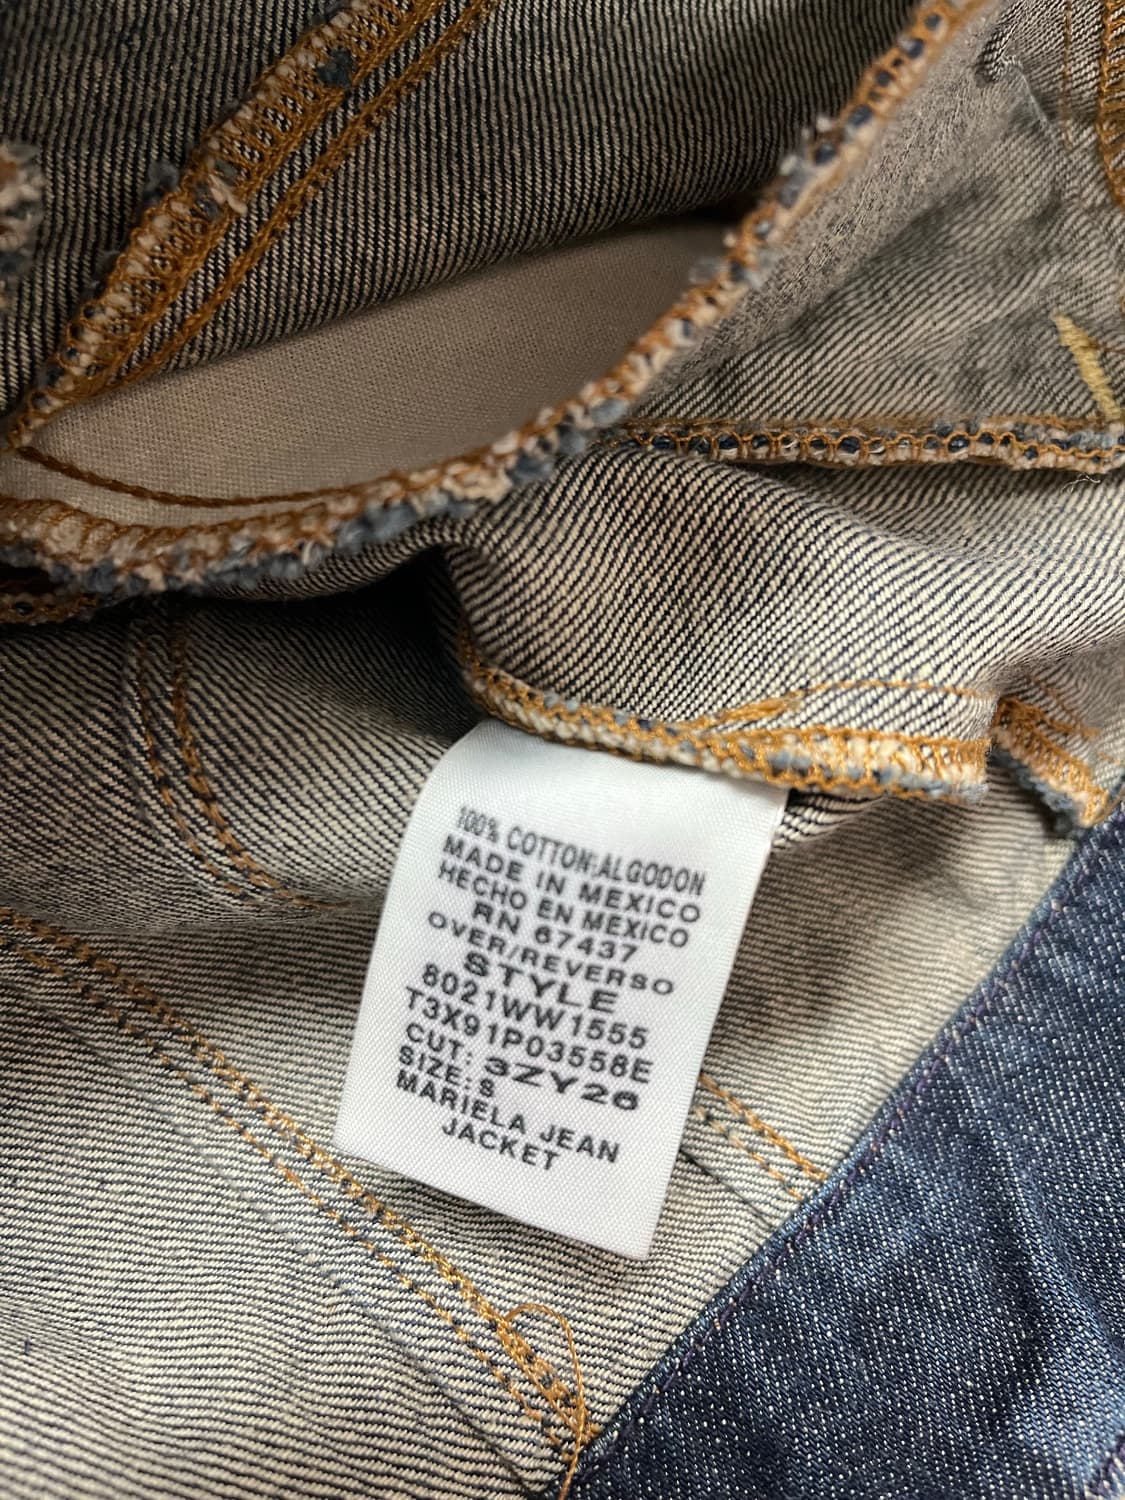 100% COTTON\ALGODON
MADE IN MEXICO
HECHO EN MEXICO
RN 67437
OVER/REVERSO
STYLE
8021WW1555
T3X91P03558E
CUT: 3ZY26
SIZE: S
MARIELA JEAN
JACKET